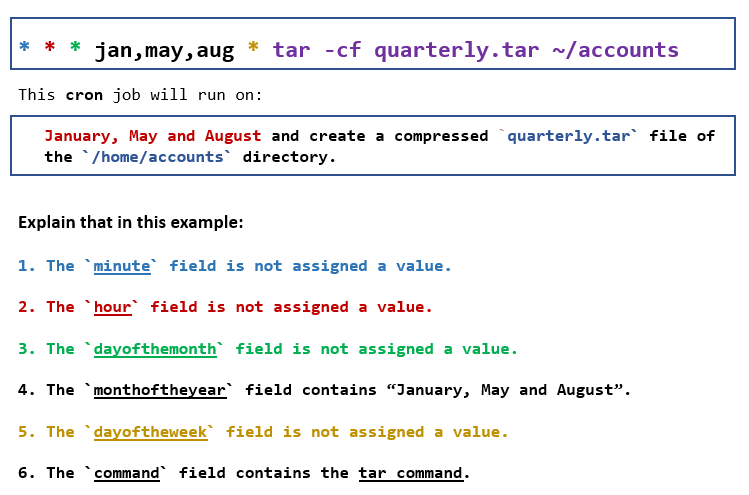 * * * jan,may,aug * tar -cf quarterly.tar ~/accounts
This cron job will run on:
January, May and August and create a compressed `quarterly.tar` file of
the `/home/accounts` directory.
Explain that in this example:
1. The `minute` field is not assigned a value.
2. The `hour` field is not assigned a value.
3. The `dayofthemonth` field is not assigned a value.
4. The `monthoftheyear` field contains “January, May and August”.
5. The `dayoftheweek` field is not assigned a value.
6. The `command` field contains the tar command.